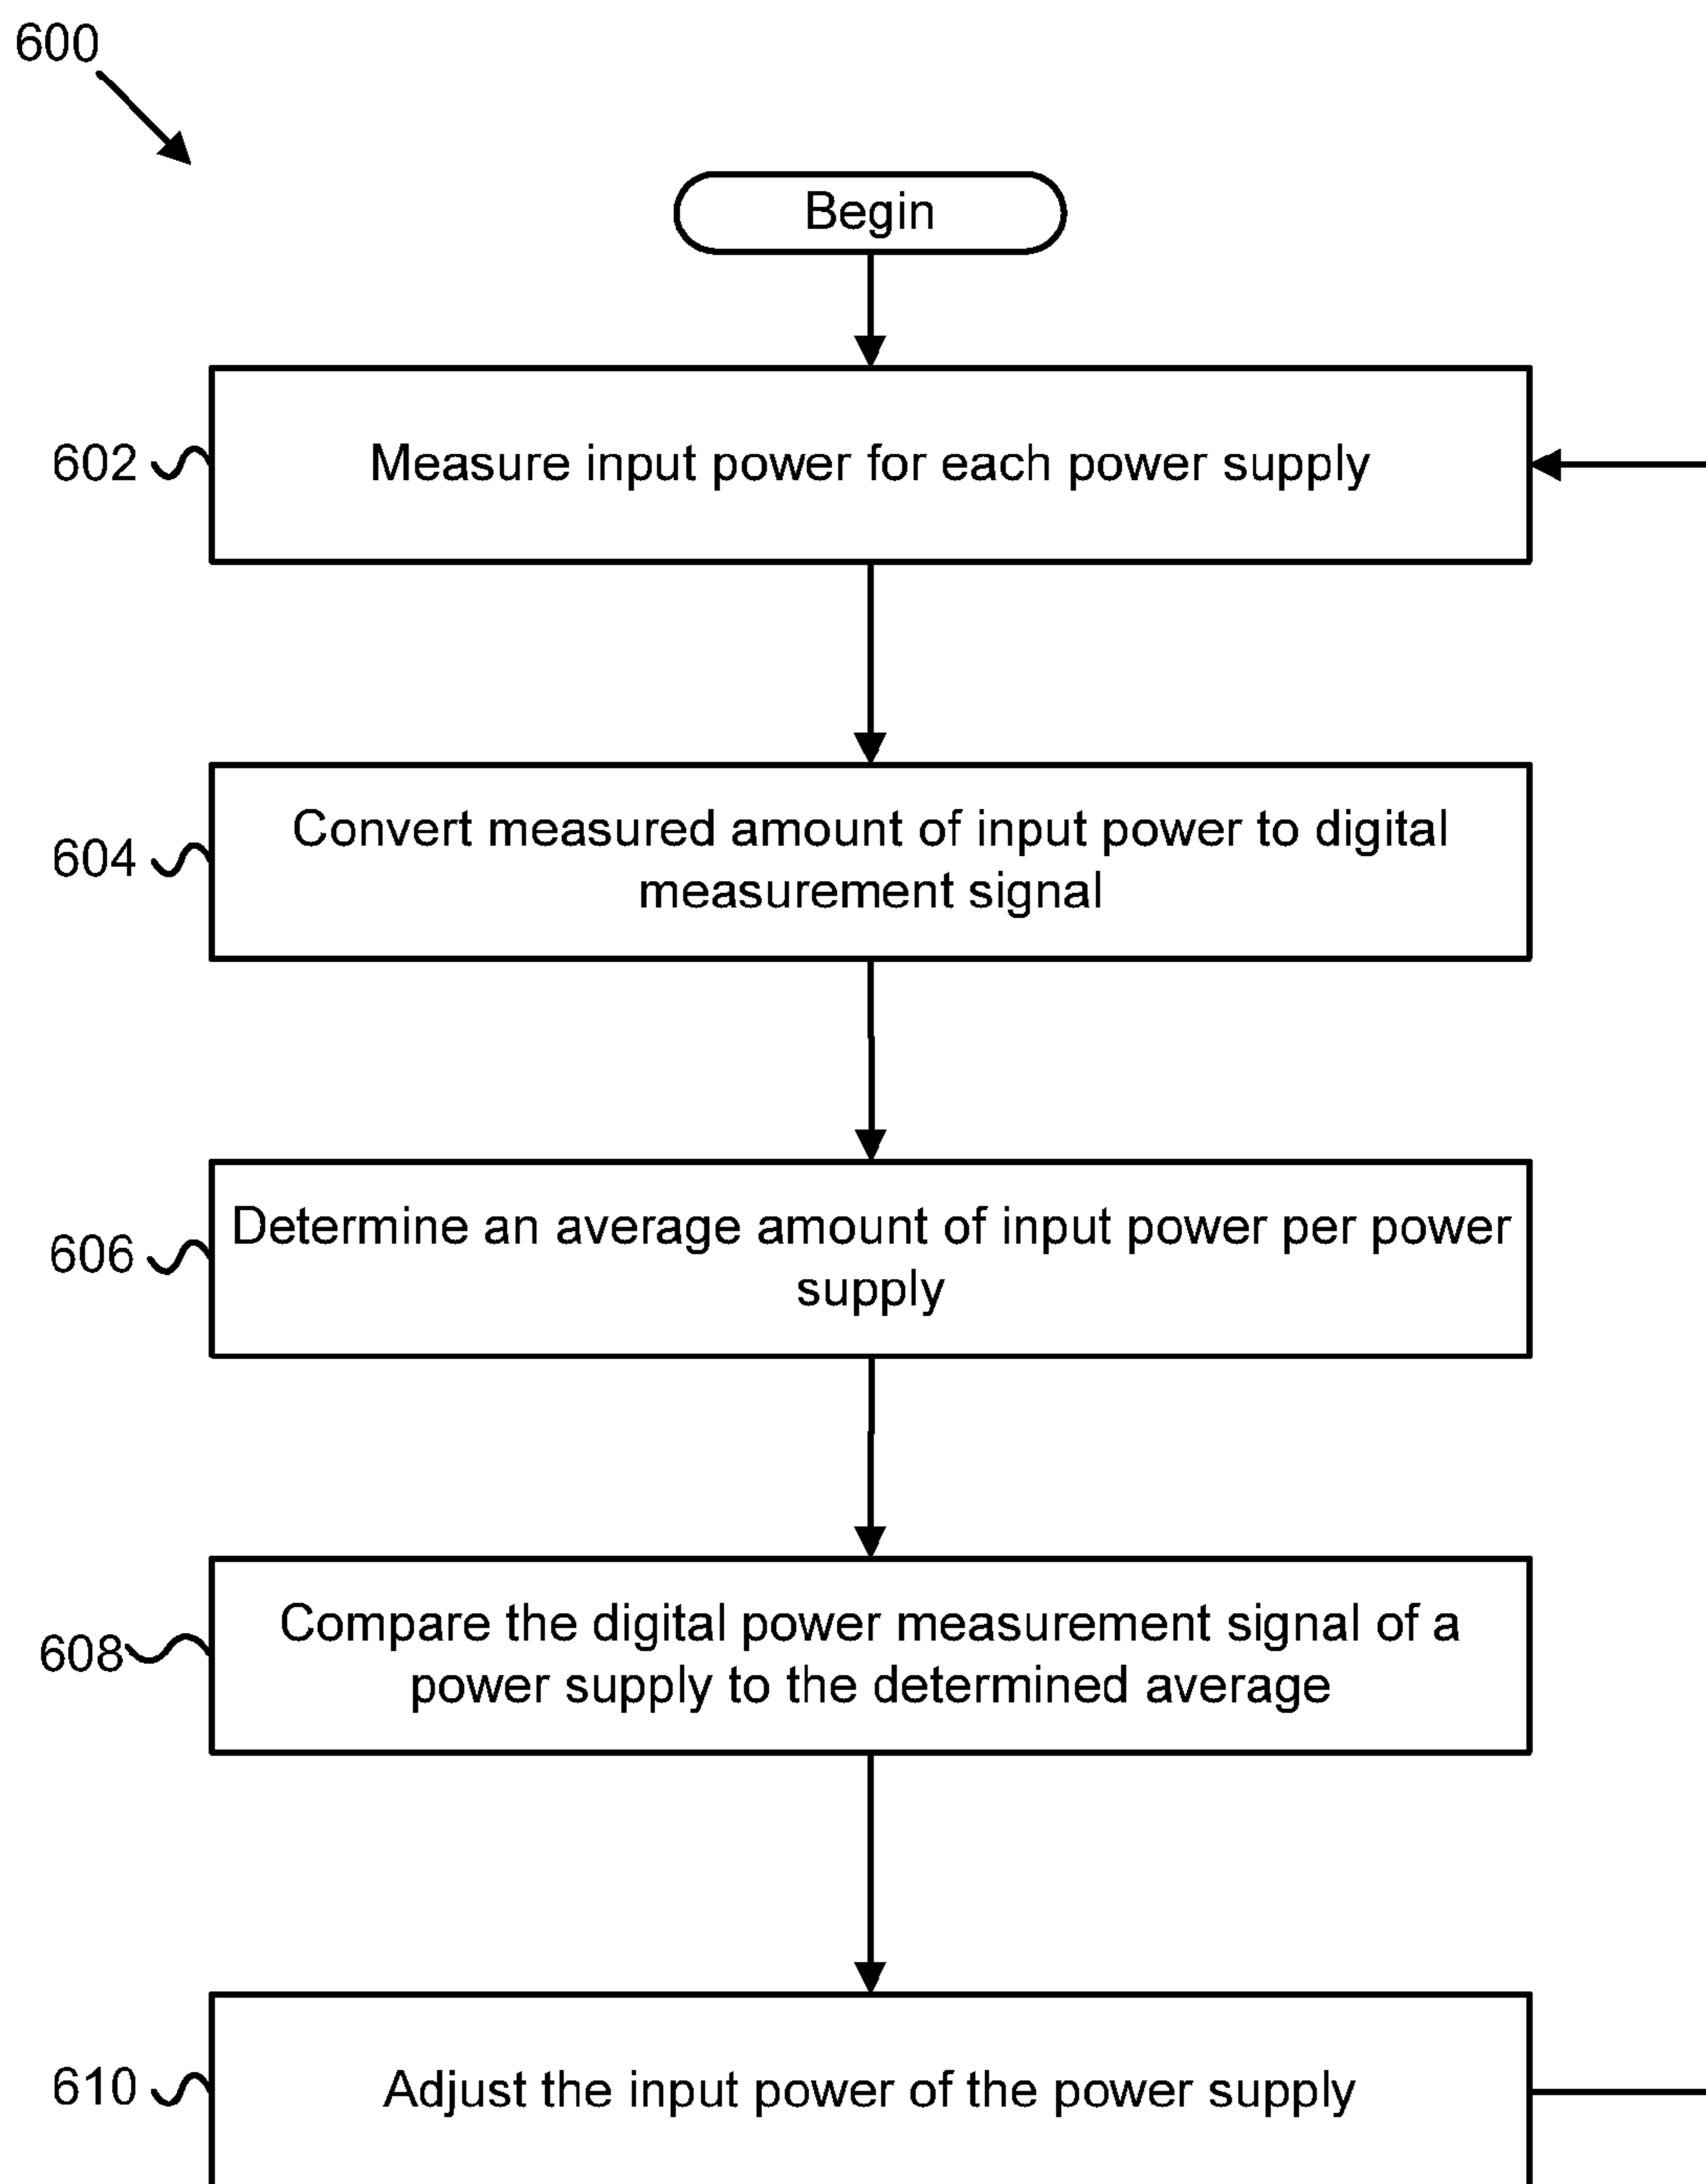 600
Begin
602
Measure input power for each power supply
604
Convert measured amount of input power to digital
measurement signal
606
Determine an average amount of input power per power
supply
608
Compare the digital power measurement signal of a
power supply to the determined average
610
Adjust the input power of the power supply